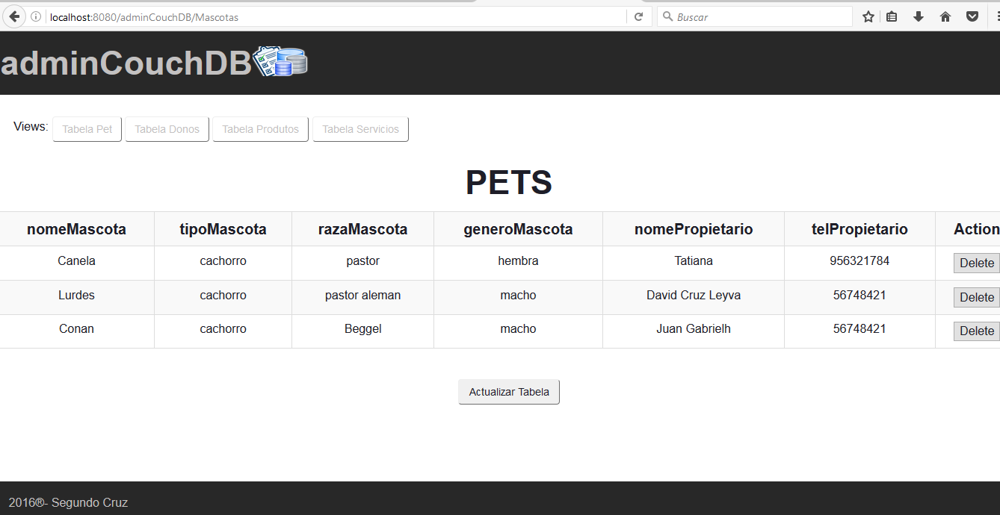 localhost:8080/adminCouchDB/Mascotas
Buscar
adminCouchDB
Views: Tabela Pet Tabela Donos Tabela Produtos Tabela Servicios
PETS
nomeMascota tipoMascota razaMascota generoMascota nomePropietario telPropietario Action
Canela cachorro pastor hembra Tatiana 956321784 Delete
Lurdes cachorro pastor aleman macho David Cruz Leyva 56748421 Delete
Conan cachorro Beggel macho Juan Gabrielh 56748421 Delete
Actualizar Tabela
2016®- Segundo Cruz